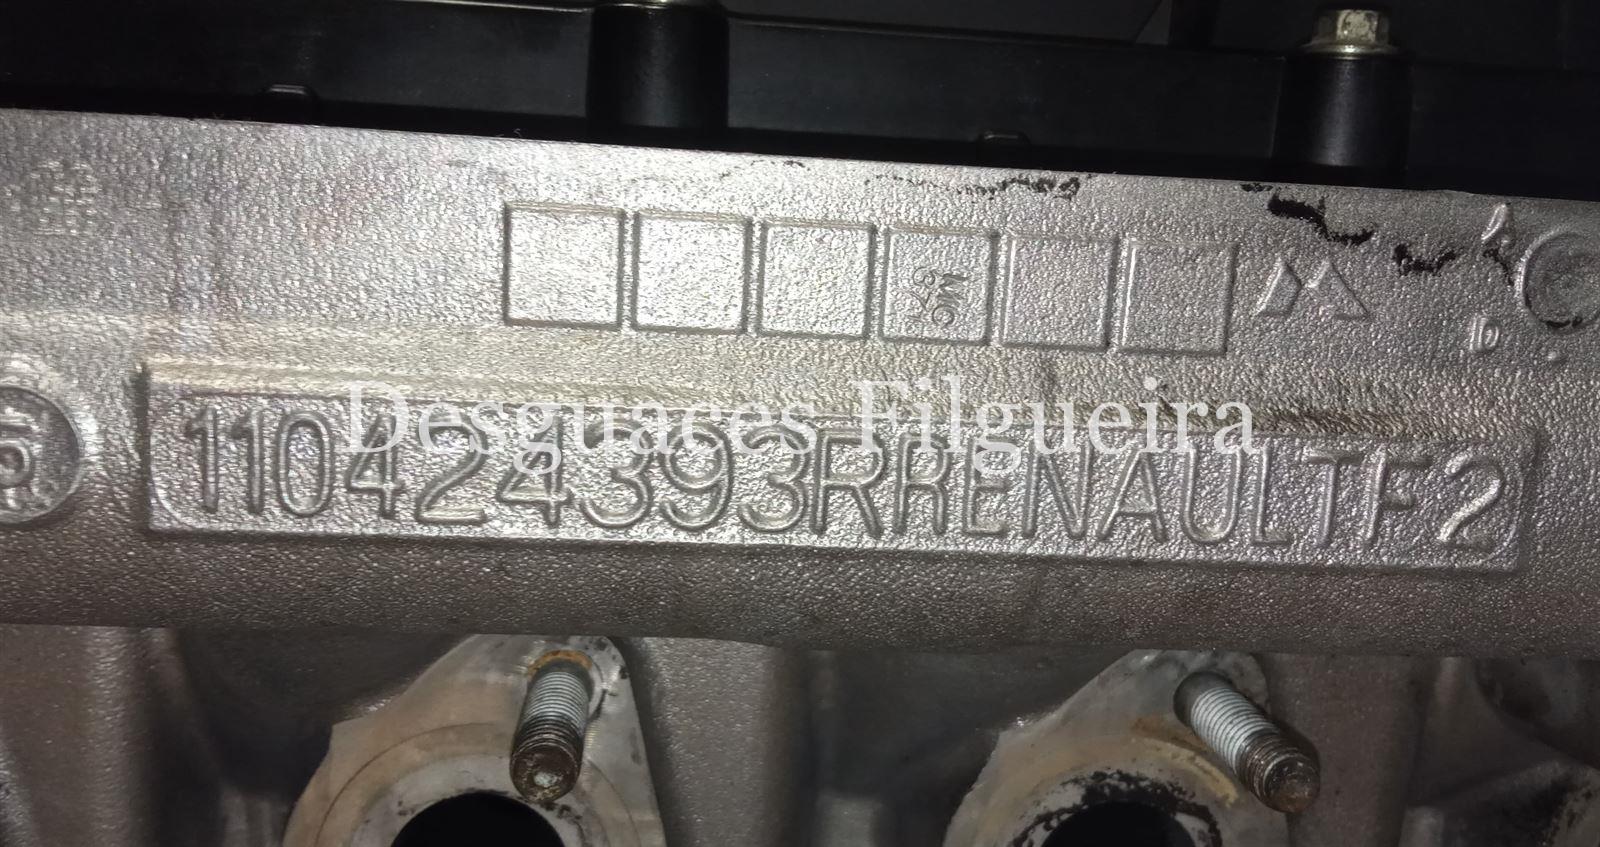 110424393RRENAULTF2
Desguaces Filgueira